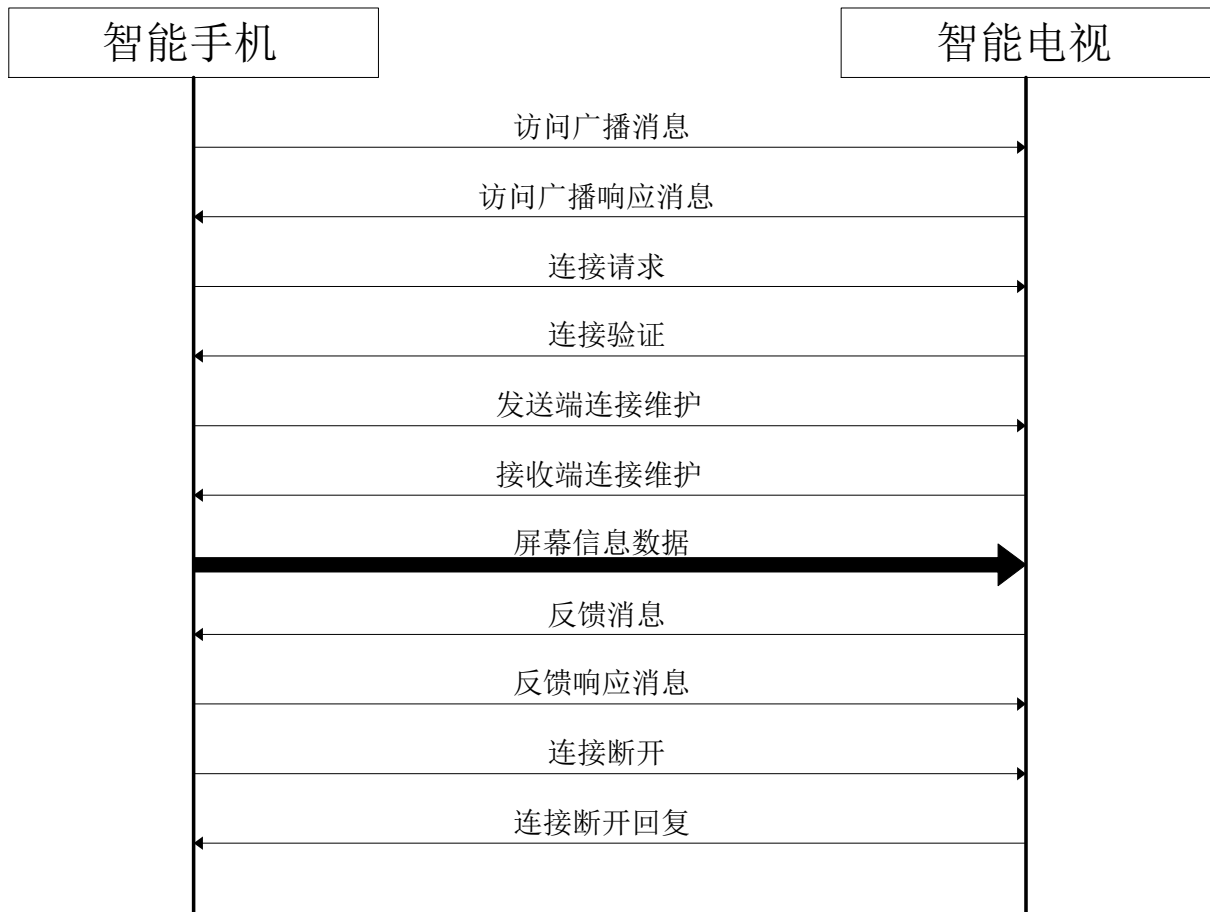 智能手机
智能电视
访问广播消息
访问广播响应消息
连接请求
连接验证
发送端连接维护
接收端连接维护
屏幕信息数据
反馈消息
反馈响应消息
连接断开
连接断开回复